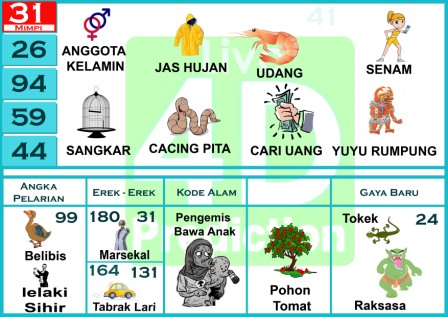 31
MIMPI
41
26
94
59
44
ANGGOTA
KELAMIN
JAS HUJAN
UDANG
SENAM
SANGKAR
CACING PITA
CARI UANG
YUYU RUMPUNG
Live
4D
Prediction
ANGKA
PELARIAN
EREK - EREK
KODE ALAM
GAYA BARU
99
Belibis
lelaki
Sihir
180 31
Marsekal
164 131
Tabrak Lari
Pengemis
Bawa Anak
Pohon
Tomat
Tokek 24
Raksasa